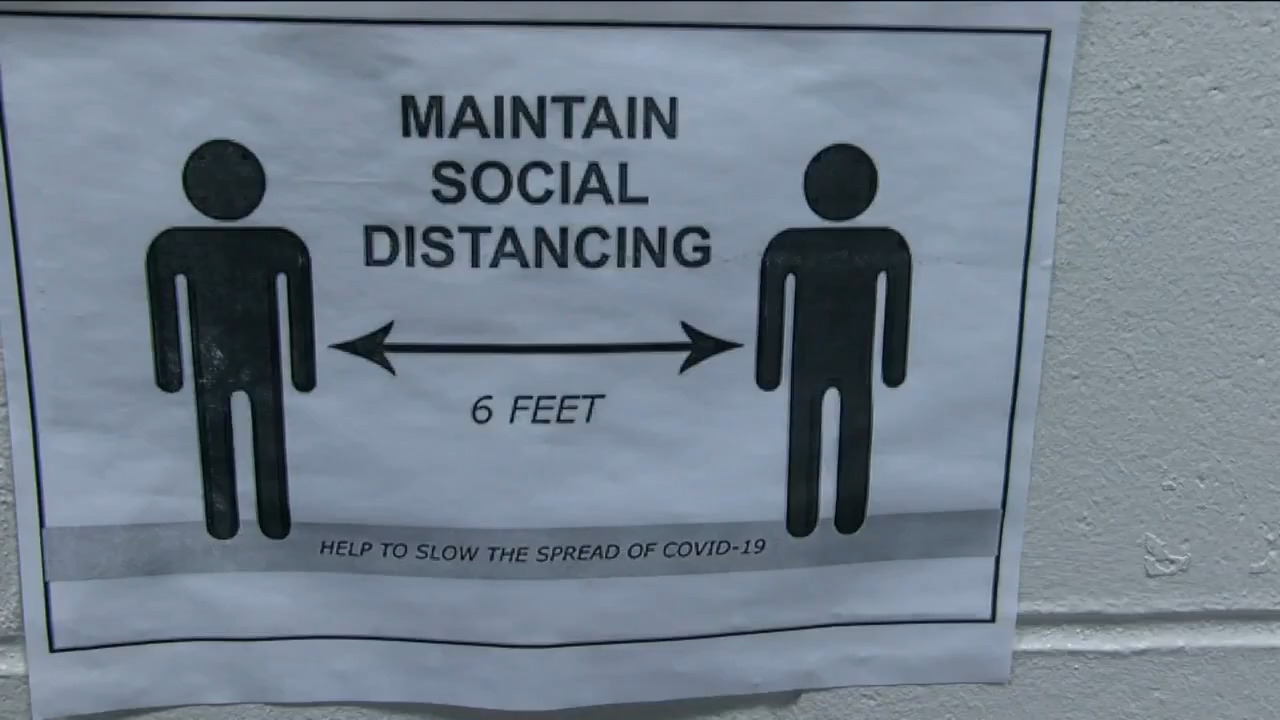 MAINTAIN
SOCIAL
DISTANCING
6 FEET
HELP TO SLOW THE SPREAD OF COVID-19